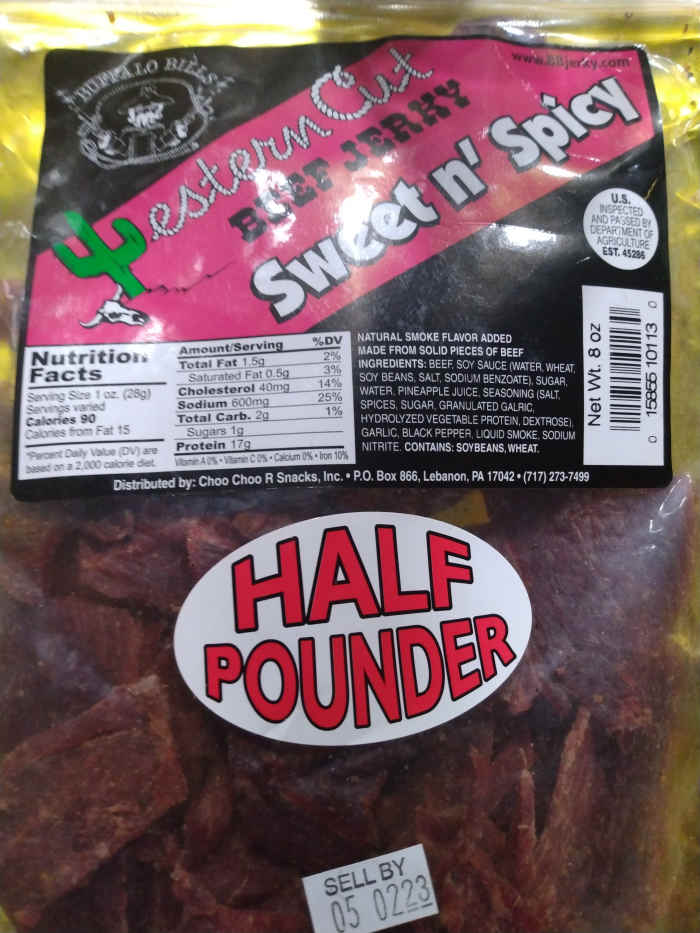 BUFFALO BILLS
www.BBjerky.com
Western Cut
BEEF JERKY
Sweet n' Spicy
U.S.
INSPECTED
AND PASSED BY
DEPARTMENT OF
AGRICULTURE
EST. 45286
Nutrition
Facts
Serving Size 1 oz. (28g)
Servings varied
Calories 90
Calories from Fat 15
*Percent Daily Value (DV) are
based on a 2,000 calorie diet.
Amount/Serving %DV
Total Fat 1.5g 2%
Saturated Fat 0.5g 3%
Cholesterol 40mg 14%
Sodium 600mg 25%
Total Carb. 2g 1%
Sugars 1g
Protein 17g
Vitamin A 0% • Vitamin C 0% • Calcium 0% • Iron 10%
NATURAL SMOKE FLAVOR ADDED
MADE FROM SOLID PIECES OF BEEF
INGREDIENTS: BEEF, SOY SAUCE (WATER, WHEAT,
SOY BEANS, SALT, SODIUM BENZOATE), SUGAR,
WATER, PINEAPPLE JUICE, SEASONING (SALT,
SPICES, SUGAR, GRANULATED GALRIC,
HYDROLYZED VEGETABLE PROTEIN, DEXTROSE),
GARLIC, BLACK PEPPER, LIQUID SMOKE, SODIUM
NITRITE. CONTAINS: SOYBEANS, WHEAT.
Net Wt. 8 oz
0 15856 10113 0
Distributed by: Choo Choo R Snacks, Inc. • P.O. Box 866, Lebanon, PA 17042 • (717) 273-7499
HALF
POUNDER
SELL BY
05 0223